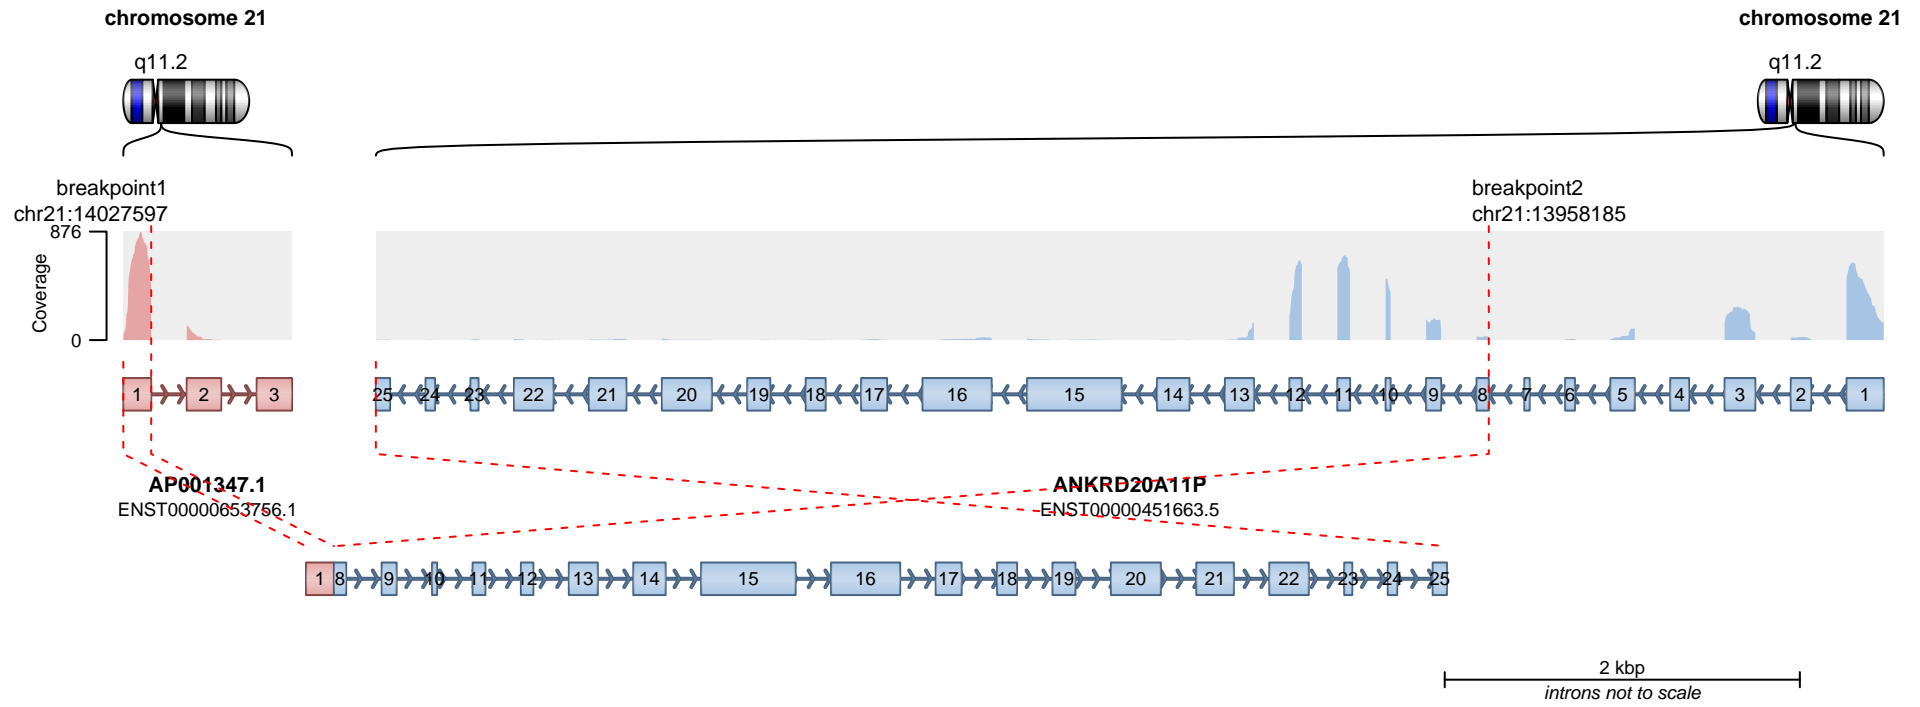 chromosome 21 chromosome 21
q11.2 q11.2
breakpoint1 breakpoint2
chr21:14027597 chr21:13958185
876
Coverage
0
1 2 3 25 24 23 22 21 20 19 18 17 16 15 14 13 12 11 10 9 8 7 6 5 4 3 2 1
AP001347.1 ANKRD20A11P
ENST00000653756.1 ENST00000451663.5
1 8 9 10 11 12 13 14 15 16 17 18 19 20 21 22 23 24 25
2 kbp
introns not to scale